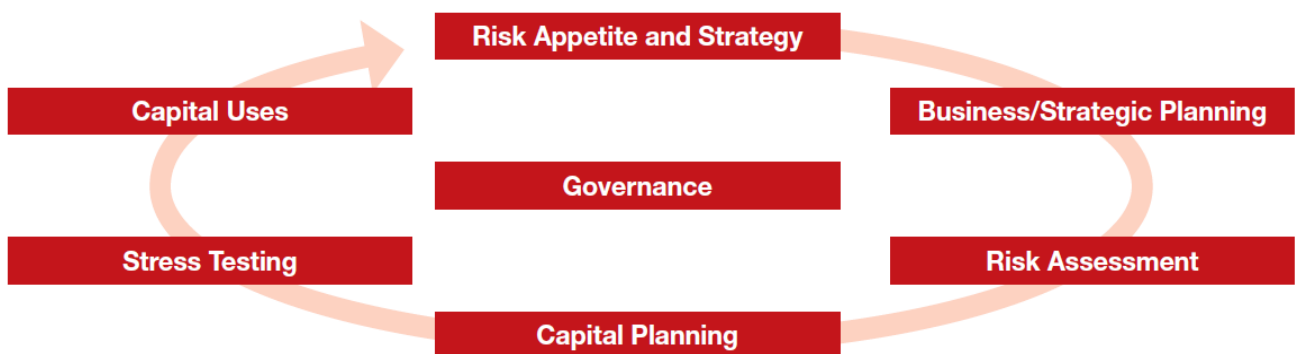 Risk Appetite and Strategy
Capital Uses
Business/Strategic Planning
Governance
Stress Testing
Risk Assessment
Capital Planning